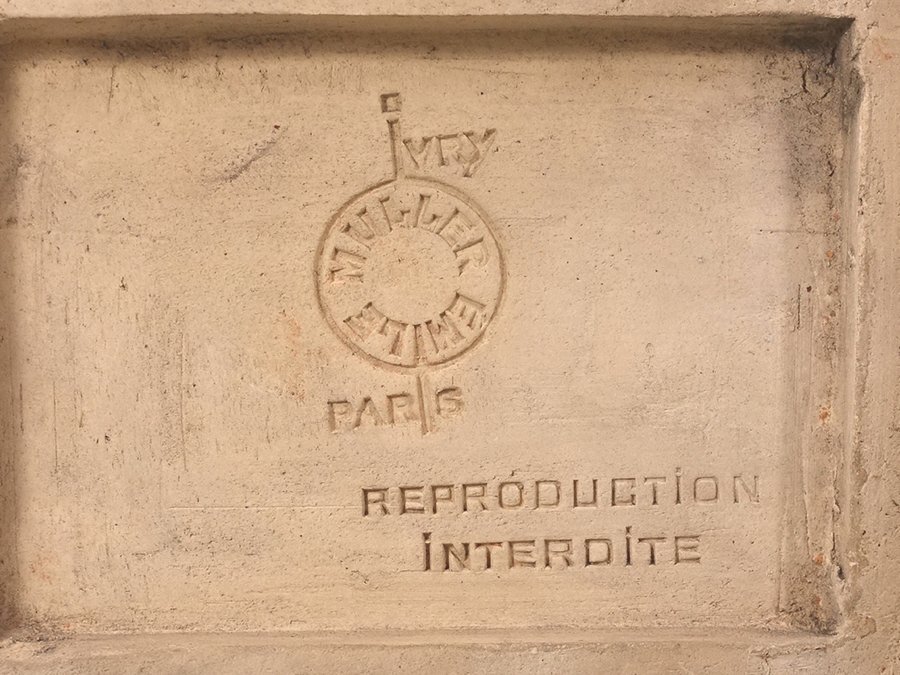 IVRY
MULLER
EMILE
PARIS
REPRODUCTION
INTERDITE